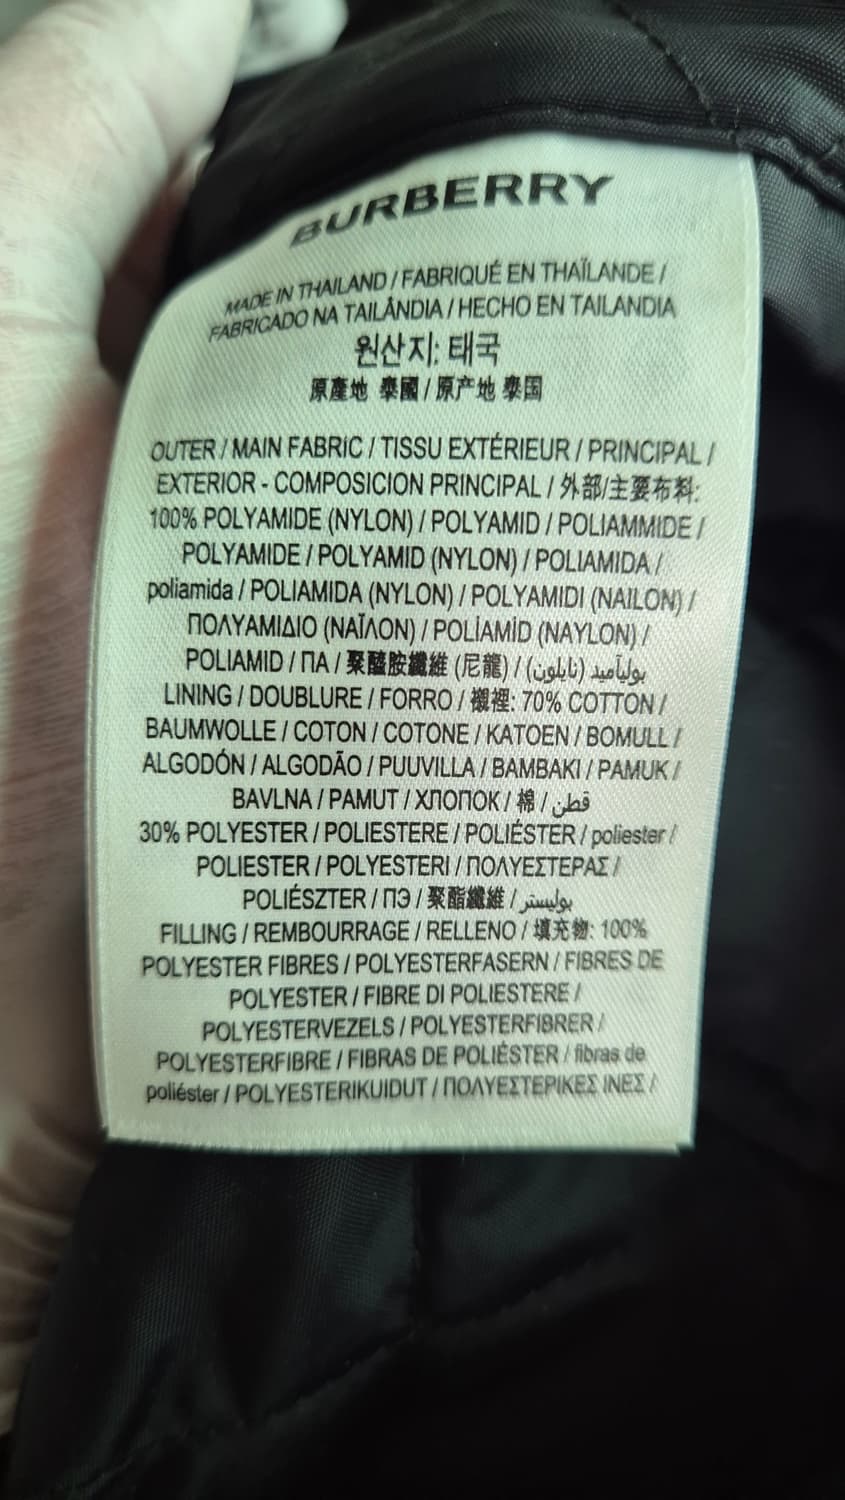 BURBERRY
MADE IN THAILAND / FABRIQUÉ EN THAÏLANDE /
FABRICADO NA TAILÂNDIA / HECHO EN TAILANDIA
원산지: 태국
原產地 泰國 / 原产地 泰国
OUTER / MAIN FABRIC / TISSU EXTÉRIEUR / PRINCIPAL /
EXTERIOR - COMPOSICION PRINCIPAL / 外部/主要布料:
100% POLYAMIDE (NYLON) / POLYAMID / POLIAMMIDE /
POLYAMIDE / POLYAMID (NYLON) / POLIAMIDA /
poliamida / POLIAMIDA (NYLON) / POLYAMIDI (NAILON) /
ΠΟΛΥΑΜΙΔΙΟ (ΝΑΪΛΟΝ) / POLİAMİD (NAYLON) /
POLIAMID / ПА / 聚醯胺纖維 (尼龍) / بوليآميد (نايلون) /
LINING / DOUBLURE / FORRO / 襯裡: 70% COTTON /
BAUMWOLLE / COTON / COTONE / KATOEN / BOMULL /
ALGODÓN / ALGODÃO / PUUVILLA / BAMBAKI / PAMUK /
BAVLNA / PAMUT / ХЛОПОК / 棉 / قطن
30% POLYESTER / POLIESTERE / POLIÉSTER / poliester /
POLIESTER / POLYESTERI / ΠΟΛΥΕΣΤΕΡΑΣ /
POLIÉSZTER / ПЭ / 聚酯纖維 / بوليستر
FILLING / REMBOURRAGE / RELLENO / 填充物: 100%
POLYESTER FIBRES / POLYESTERFASERN / FIBRES DE
POLYESTER / FIBRE DI POLIESTERE /
POLYESTERVEZELS / POLYESTERFIBRER /
POLYESTERFIBRE / FIBRAS DE POLIÉSTER / fibras de
poliéster / POLYESTERIKUIDUT / ΠΟΛΥΕΣΤΕΡΙΚΕΣ ΙΝΕΣ /